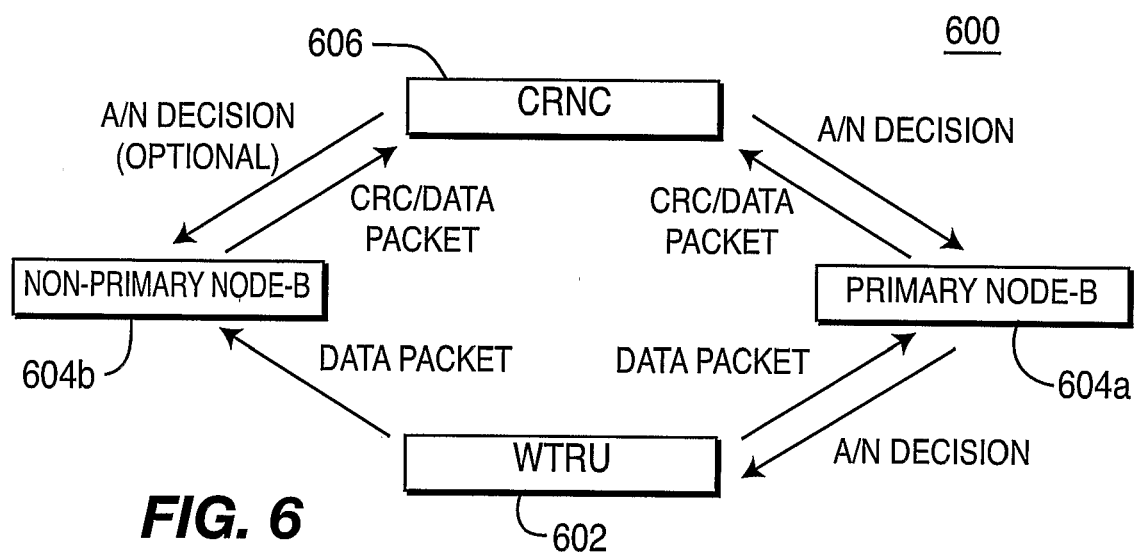 600
606
CRNC
A/N DECISION
(OPTIONAL)
A/N DECISION
CRC/DATA
PACKET
CRC/DATA
PACKET
NON-PRIMARY NODE-B
PRIMARY NODE-B
604b
DATA PACKET
DATA PACKET
604a
WTRU
A/N DECISION
FIG. 6
602